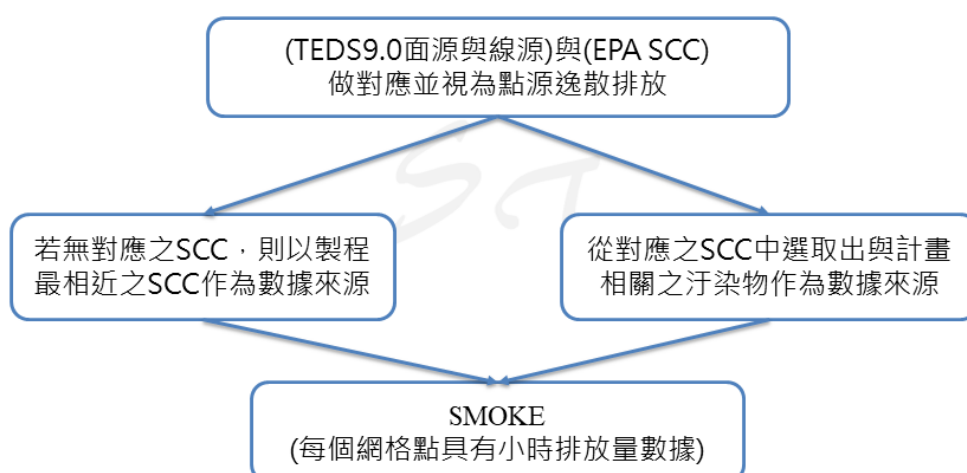 (TEDS9.0面源與線源)與(EPA SCC)
做對應並視為點源逸散排放
若無對應之SCC，則以製程
最相近之SCC作為數據來源
從對應之SCC中選取出與計畫
相關之汙染物作為數據來源
SMOKE
(每個網格點具有小時排放量數據)